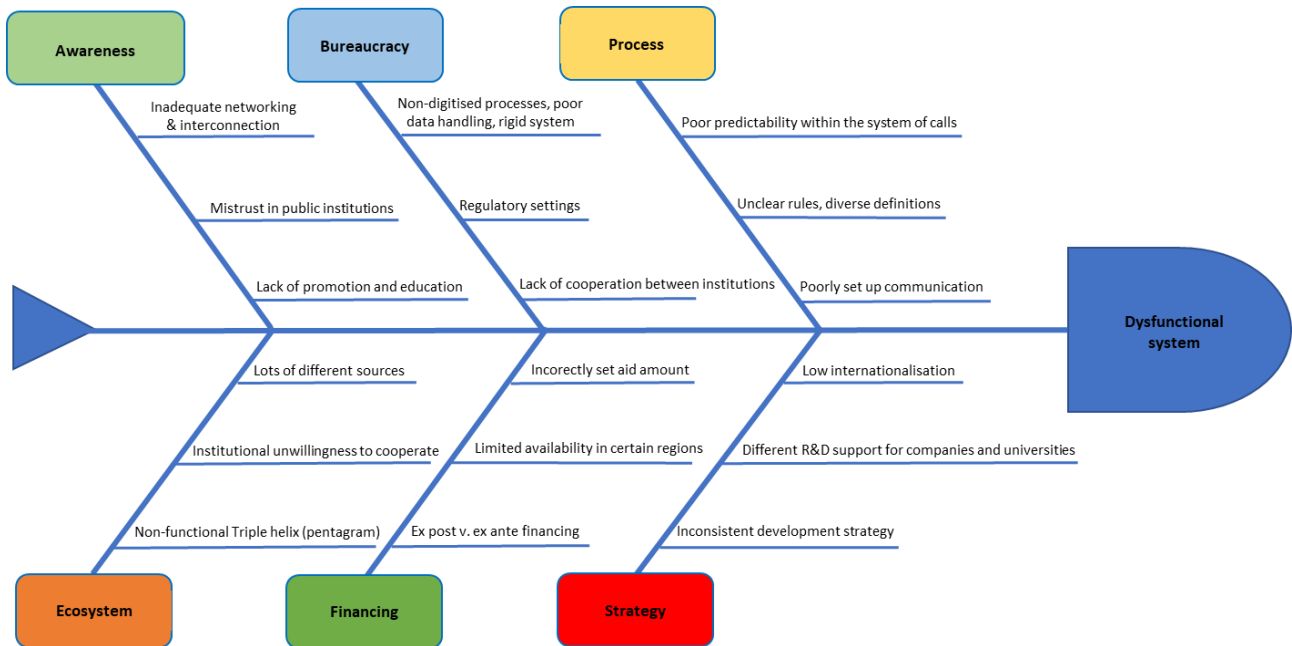 Awareness
Bureaucracy
Process
Inadequate networking
& interconnection
Non-digitised processes, poor
data handling, rigid system
Poor predictability within the system of calls
Mistrust in public institutions
Regulatory settings
Unclear rules, diverse definitions
Lack of promotion and education
Lack of cooperation between institutions
Poorly set up communication
Dysfunctional
system
Lots of different sources
Incorectly set aid amount
Low internationalisation
Institutional unwillingness to cooperate
Limited availability in certain regions
Different R&D support for companies and universities
Non-functional Triple helix (pentagram)
Ex post v. ex ante financing
Inconsistent development strategy
Ecosystem
Financing
Strategy